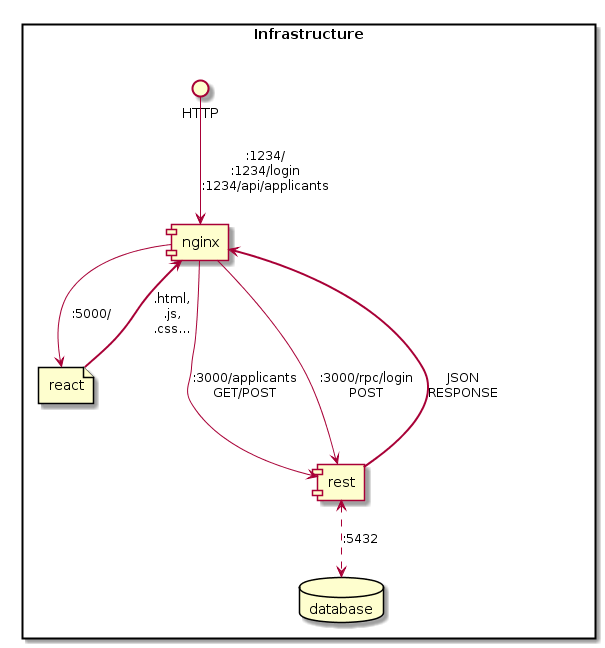 Infrastructure
HTTP
:1234/
:1234/login
:1234/api/applicants
nginx
:5000/
.html,
.js,
.css...
react
:3000/applicants
GET/POST
:3000/rpc/login
POST
JSON
RESPONSE
rest
:5432
database